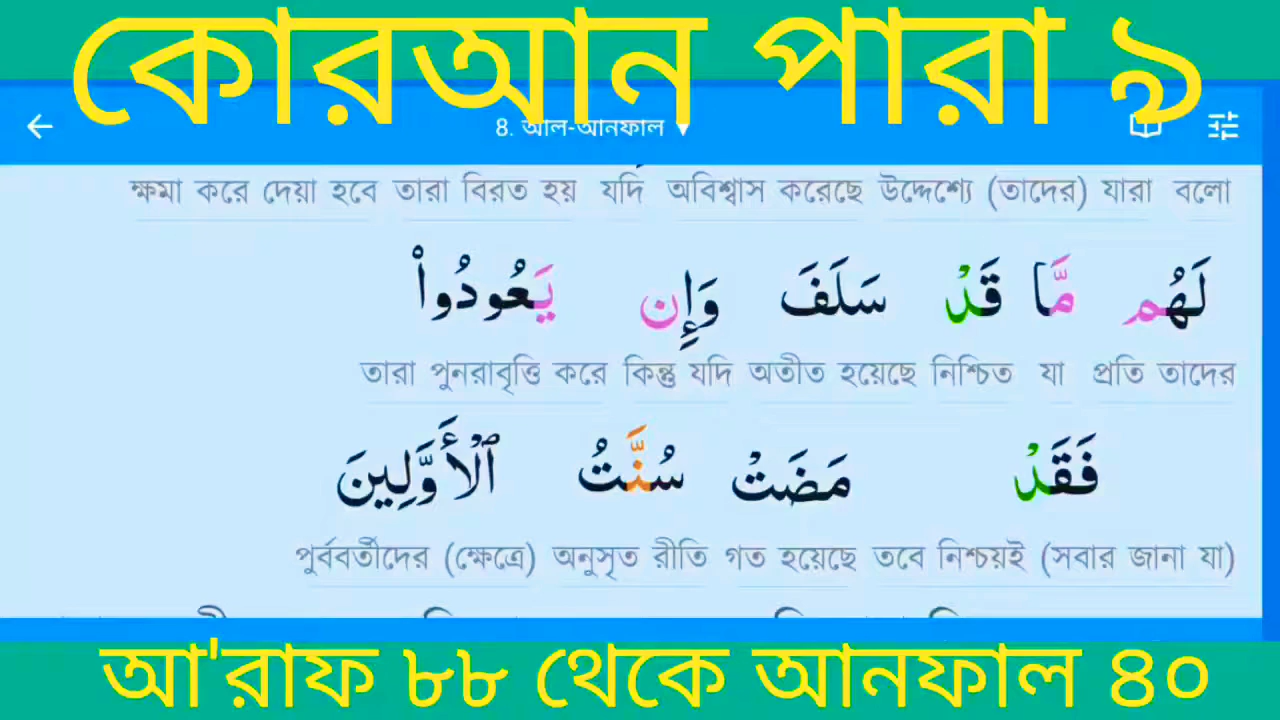 কোরআন পারা ৯
8. আল-আনফাল ▼
ক্ষমা করে দেয়া হবে তারা বিরত হয় যদি অবিশ্বাস করেছে উদ্দেশ্যে (তাদের) যারা বলো
لَهُم مَّا قَدْ سَلَفَ وَإِن يَعُودُوا۟
তারা পুনরাবৃত্তি করে কিন্তু যদি অতীত হয়েছে নিশ্চিত যা প্রতি তাদের
فَقَدْ مَضَتْ سُنَّتُ ٱلْأَوَّلِينَ
পুর্ববর্তীদের (ক্ষেত্রে) অনুসৃত রীতি গত হয়েছে তবে নিশ্চয়ই (সবার জানা যা)
আ'রাফ ৮৮ থেকে আনফাল ৪০